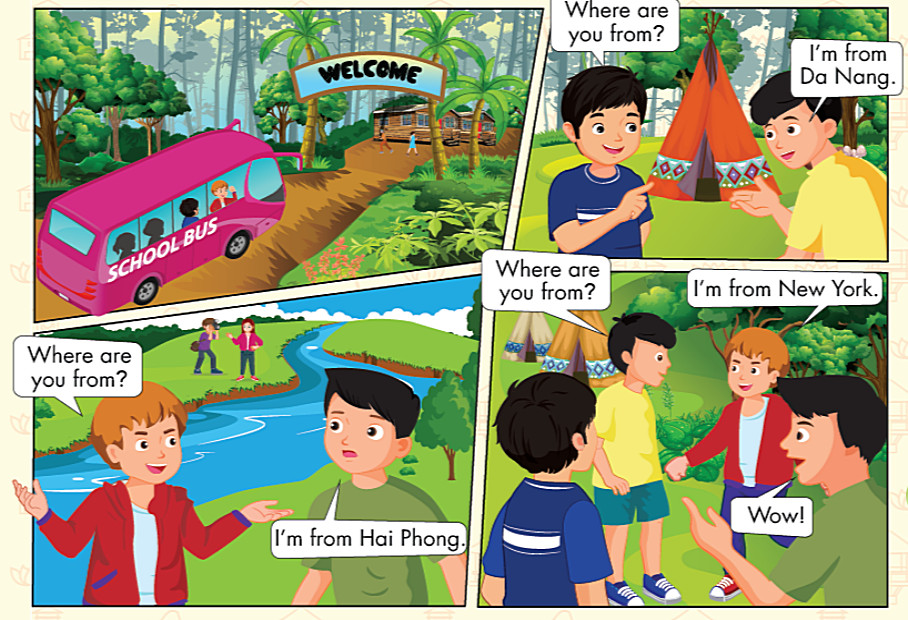 WELCOME
SCHOOL BUS
Where are
you from?
I'm from
Da Nang.
Where are
you from?
I'm from Hai Phong.
Where are
you from?
I'm from New York.
Wow!